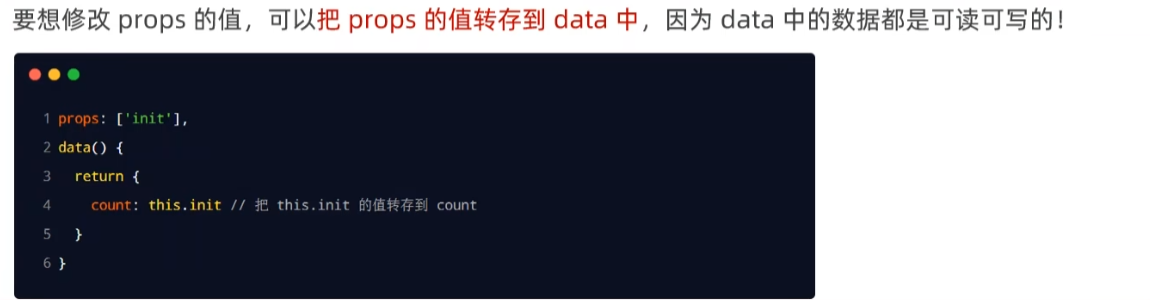 要想修改 props 的值，可以把 props 的值转存到 data 中，因为 data 中的数据都是可读可写的！
1 props: ['init'],
2 data() {
3   return {
4     count: this.init // 把 this.init 的值转存到 count
5   }
6 }